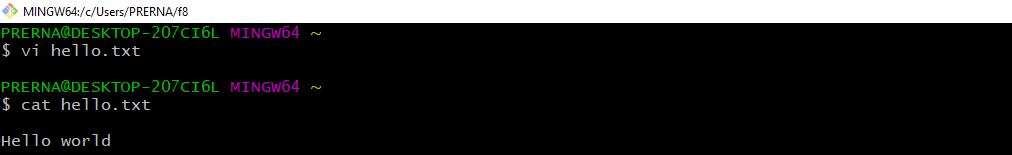 MINGW64:/c/Users/PRERNA/f8
PRERNA@DESKTOP-207CI6L MINGW64 ~
$ vi hello.txt
PRERNA@DESKTOP-207CI6L MINGW64 ~
$ cat hello.txt
Hello world